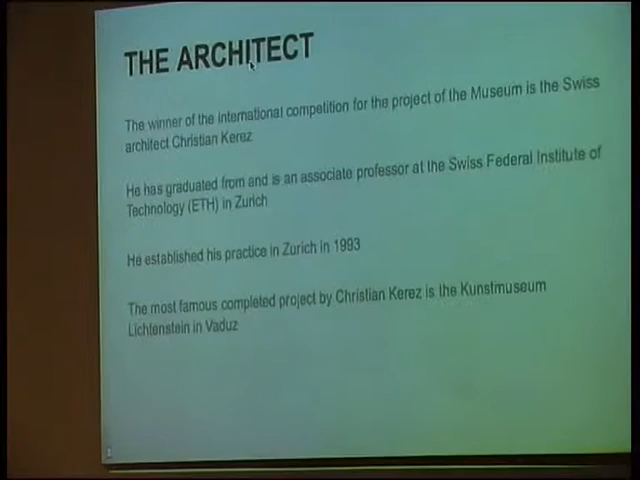 THE ARCHITECT
The winner of the international competition for the project of the Museum is the Swiss
architect Christian Kerez
He has graduated from and is an associate professor at the Swiss Federal Institute of
Technology (ETH) in Zurich
He established his practice in Zurich in 1993
The most famous completed project by Christian Kerez is the Kunstmuseum
Lichtenstein in Vaduz